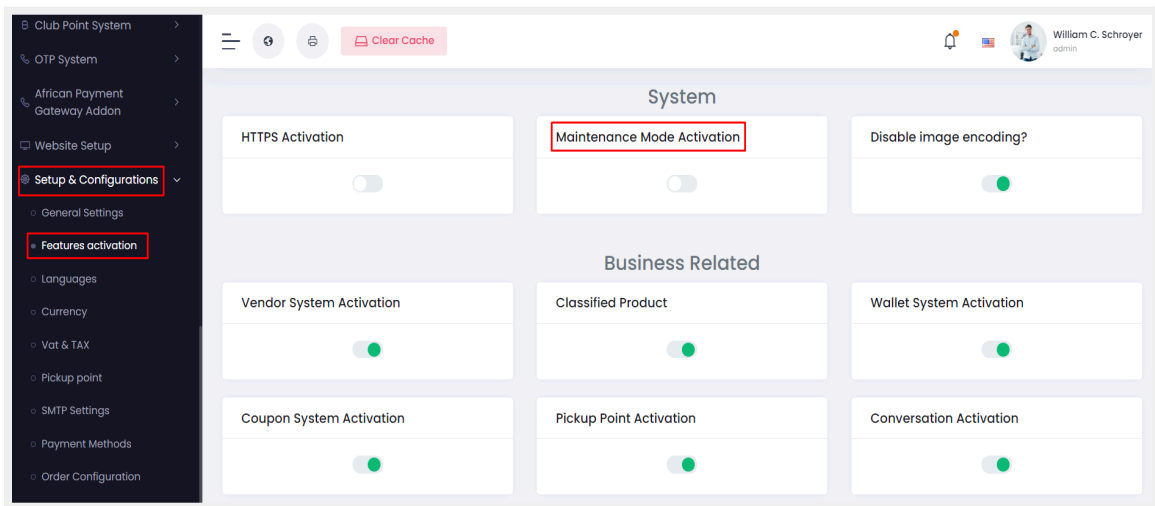 Club Point System
OTP System
African Payment
Gateway Addon
Website Setup
Setup & Configurations
General Settings
Features activation
Languages
Currency
Vat & TAX
Pickup point
SMTP Settings
Payment Methods
Order Configuration
Clear Cache
William C. Schroyer
admin
System
HTTPS Activation
Maintenance Mode Activation
Disable image encoding?
Business Related
Vendor System Activation
Classified Product
Wallet System Activation
Coupon System Activation
Pickup Point Activation
Conversation Activation